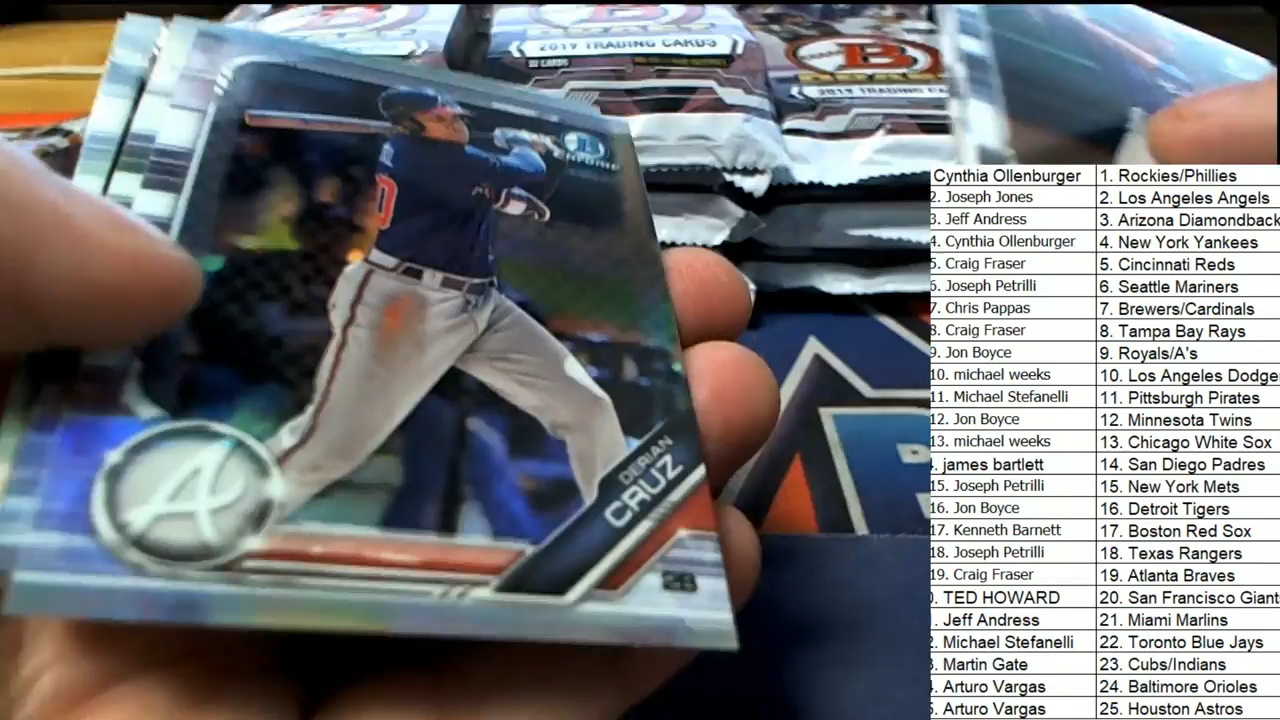 2019 TRADING CARDS
B
2019 TRADING CA
CHROME
0
A
DERIAN
CRUZ
2B
Cynthia Ollenburger 1. Rockies/Phillies
2. Joseph Jones 2. Los Angeles Angels
3. Jeff Andress 3. Arizona Diamondback
4. Cynthia Ollenburger 4. New York Yankees
5. Craig Fraser 5. Cincinnati Reds
6. Joseph Petrilli 6. Seattle Mariners
7. Chris Pappas 7. Brewers/Cardinals
8. Craig Fraser 8. Tampa Bay Rays
9. Jon Boyce 9. Royals/A's
10. michael weeks 10. Los Angeles Dodge
11. Michael Stefanelli 11. Pittsburgh Pirates
12. Jon Boyce 12. Minnesota Twins
13. michael weeks 13. Chicago White Sox
. james bartlett 14. San Diego Padres
15. Joseph Petrilli 15. New York Mets
16. Jon Boyce 16. Detroit Tigers
17. Kenneth Barnett 17. Boston Red Sox
18. Joseph Petrilli 18. Texas Rangers
19. Craig Fraser 19. Atlanta Braves
. TED HOWARD 20. San Francisco Giant
. Jeff Andress 21. Miami Marlins
. Michael Stefanelli 22. Toronto Blue Jays
. Martin Gate 23. Cubs/Indians
. Arturo Vargas 24. Baltimore Orioles
. Arturo Vargas 25. Houston Astros